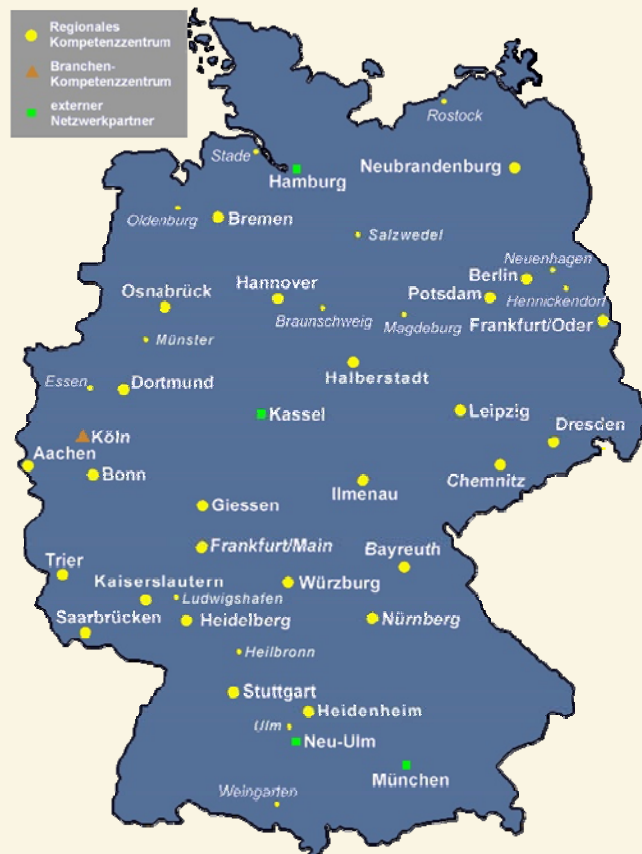 Regionales
Kompetenzzentrum
Branchen-
Kompetenzzentrum
externer
Netzwerkpartner
Rostock
Stade
Hamburg
Neubrandenburg
Oldenburg
Bremen
Salzwedel
Neuenhagen
Berlin
Hannover
Potsdam
Osnabrück
Hennickendorf
Braunschweig
Magdeburg
Frankfurt/Oder
Münster
Halberstadt
Essen
Dortmund
Kassel
Leipzig
Dresden
Köln
Aachen
Bonn
Ilmenau
Chemnitz
Giessen
Frankfurt/Main
Bayreuth
Trier
Kaiserslautern
Würzburg
Ludwigshafen
Saarbrücken
Heidelberg
Nürnberg
Heilbronn
Stuttgart
Heidenheim
Ulm
Neu-Ulm
München
Weingarten